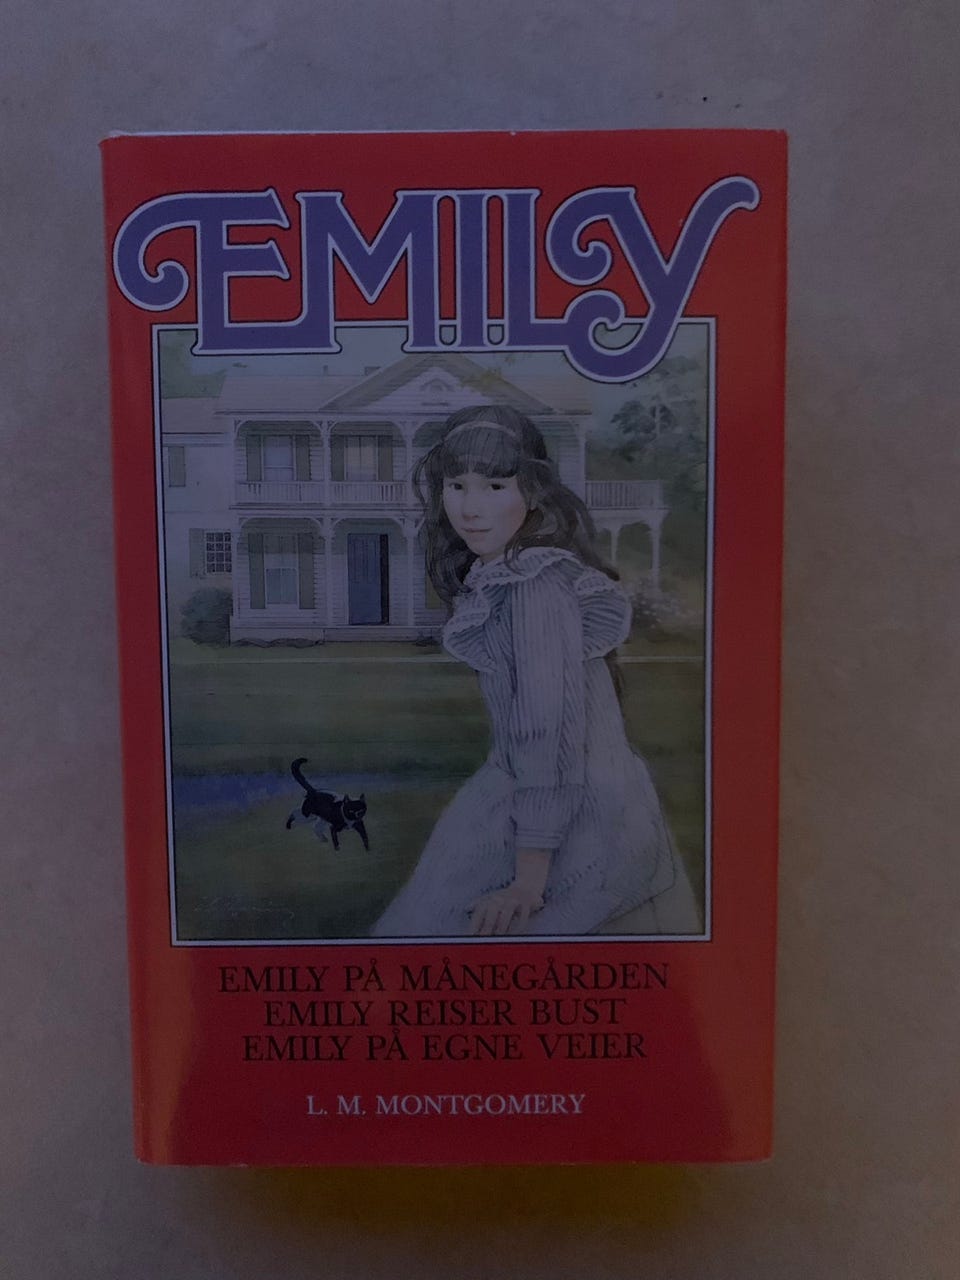 EMILY
EMILY PÅ MÅNEGÅRDEN
EMILY REISER BUST
EMILY PÅ EGNE VEIER
L. M. MONTGOMERY